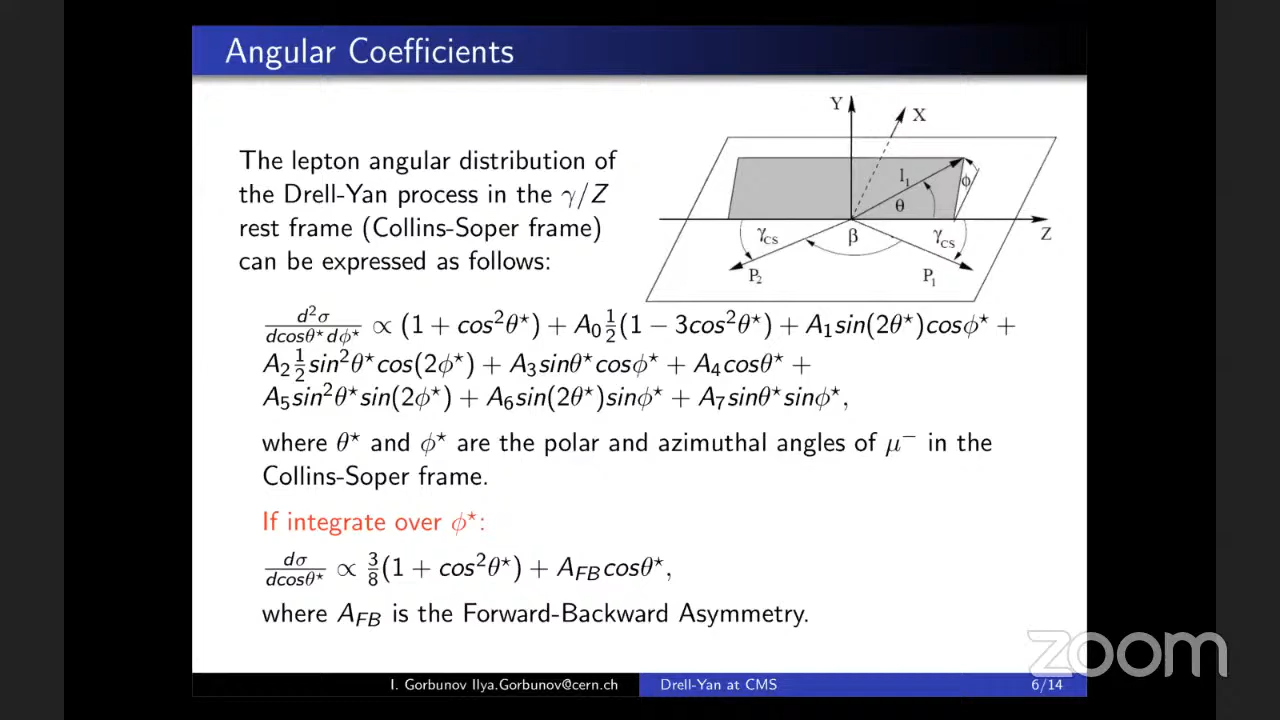 Angular Coefficients
The lepton angular distribution of
the Drell-Yan process in the γ/Z
rest frame (Collins-Soper frame)
can be expressed as follows:
Y
X
l₁
ϕ
θ
Z
γCS
β
γCS
P₂
P₁
d²σ/dcosθ*dϕ* ∝ (1 + cos²θ*) + A₀ 1/2 (1 − 3cos²θ*) + A₁sin(2θ*)cosϕ* +
A₂ 1/2 sin²θ*cos(2ϕ*) + A₃sinθ*cosϕ* + A₄cosθ* +
A₅sin²θ*sin(2ϕ*) + A₆sin(2θ*)sinϕ* + A₇sinθ*sinϕ*,
where θ* and ϕ* are the polar and azimuthal angles of μ⁻ in the
Collins-Soper frame.
If integrate over ϕ*:
dσ/dcosθ* ∝ 3/8 (1 + cos²θ*) + A_FB cosθ*,
where A_FB is the Forward-Backward Asymmetry.
zoom
I. Gorbunov Ilya.Gorbunov@cern.ch
Drell-Yan at CMS
6/14